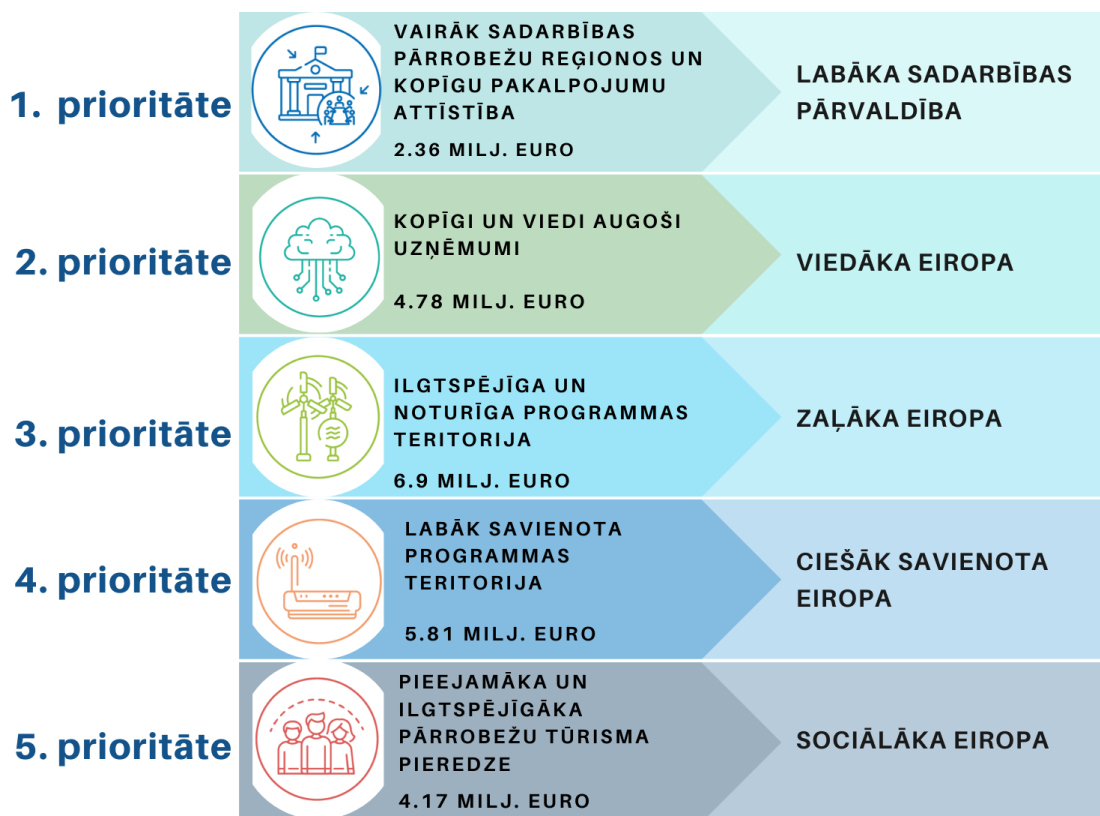 1. prioritāte
VAIRĀK SADARBĪBAS
PĀRROBEŽU REĢIONOS UN
KOPĪGU PAKALPOJUMU
ATTĪSTĪBA
2.36 MILJ. EURO
LABĀKA SADARBĪBAS
PĀRVALDĪBA
2. prioritāte
KOPĪGI UN VIEDI AUGOŠI
UZŅĒMUMI
4.78 MILJ. EURO
VIEDĀKA EIROPA
3. prioritāte
ILGTSPĒJĪGA UN
NOTURĪGA PROGRAMMAS
TERITORIJA
6.9 MILJ. EURO
ZAĻĀKA EIROPA
4. prioritāte
LABĀK SAVIENOTA
PROGRAMMAS
TERITORIJA
5.81 MILJ. EURO
CIEŠĀK SAVIENOTA
EIROPA
5. prioritāte
PIEEJAMĀKA UN
ILGTSPĒJĪGĀKA
PĀRROBEŽU TŪRISMA
PIEREDZE
4.17 MILJ. EURO
SOCIĀLĀKA EIROPA